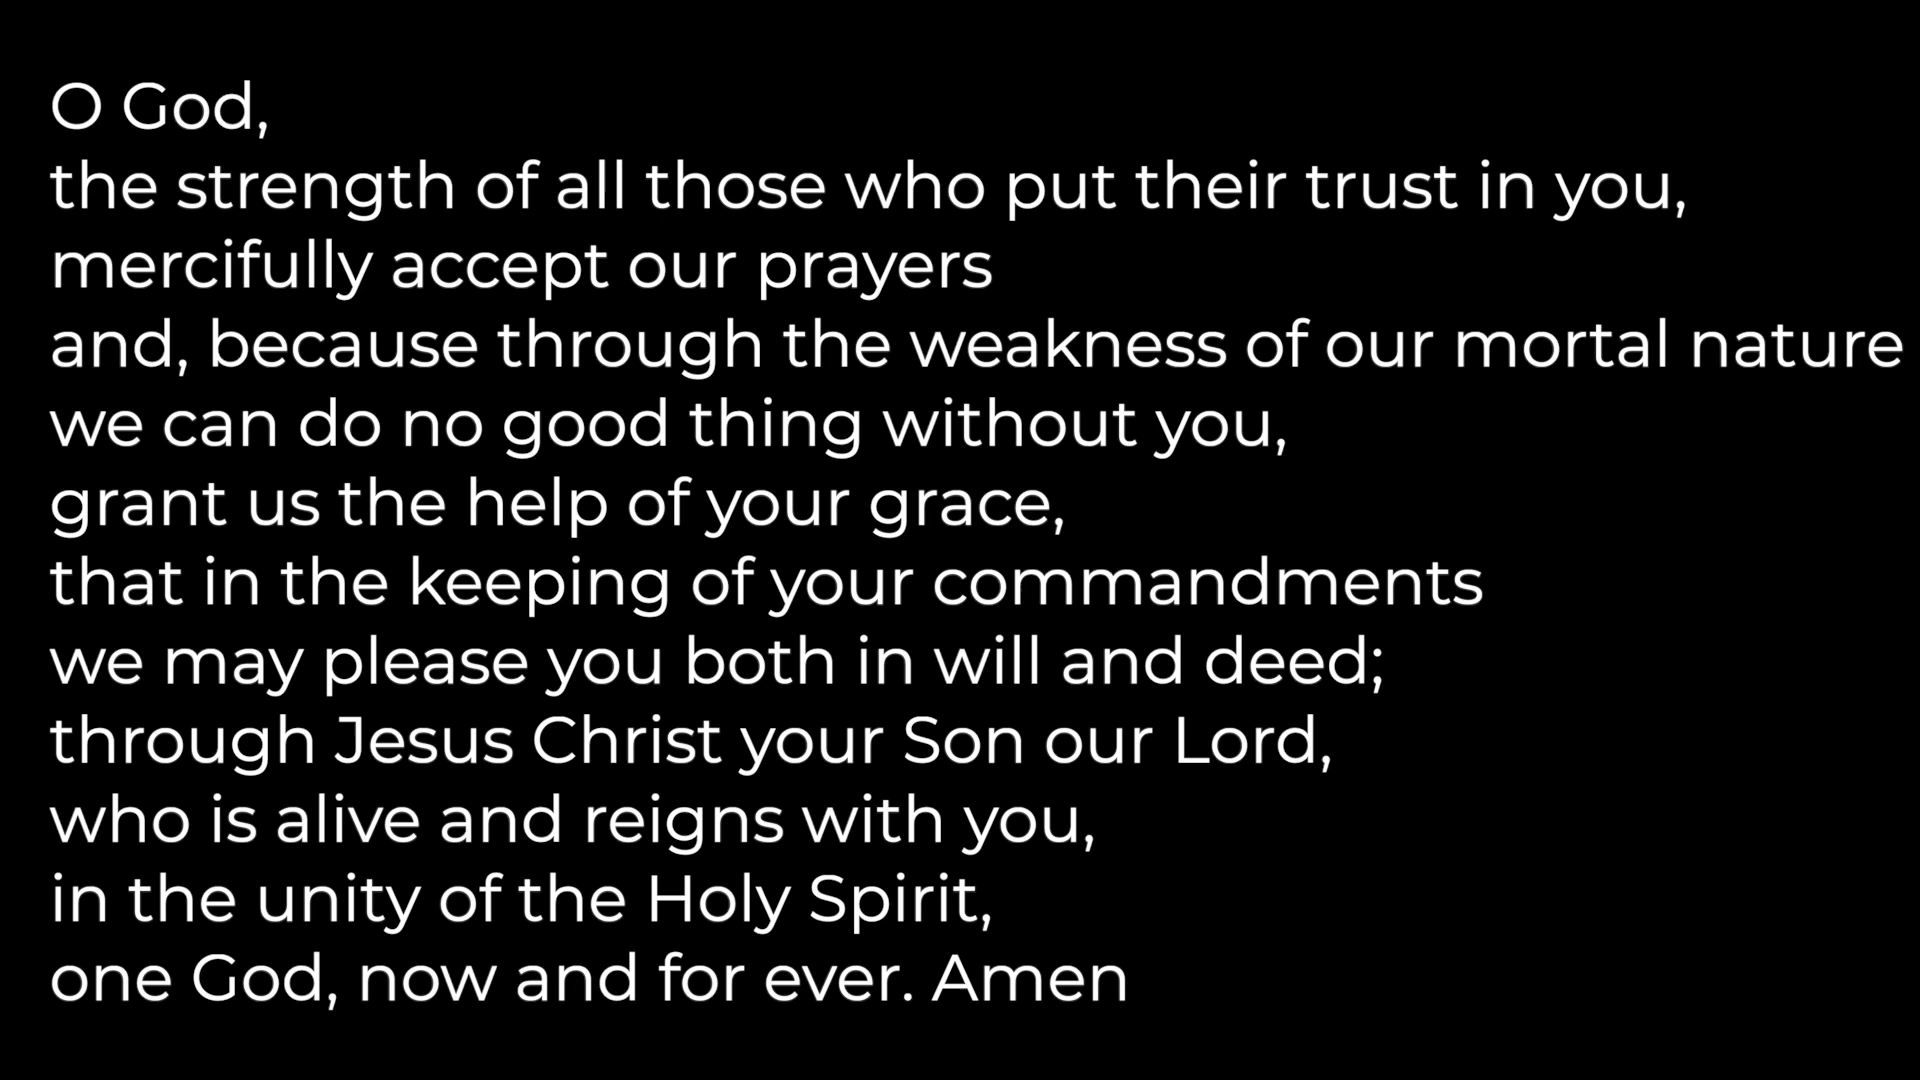 O God,
the strength of all those who put their trust in you,
mercifully accept our prayers
and, because through the weakness of our mortal nature
we can do no good thing without you,
grant us the help of your grace,
that in the keeping of your commandments
we may please you both in will and deed;
through Jesus Christ your Son our Lord,
who is alive and reigns with you,
in the unity of the Holy Spirit,
one God, now and for ever. Amen